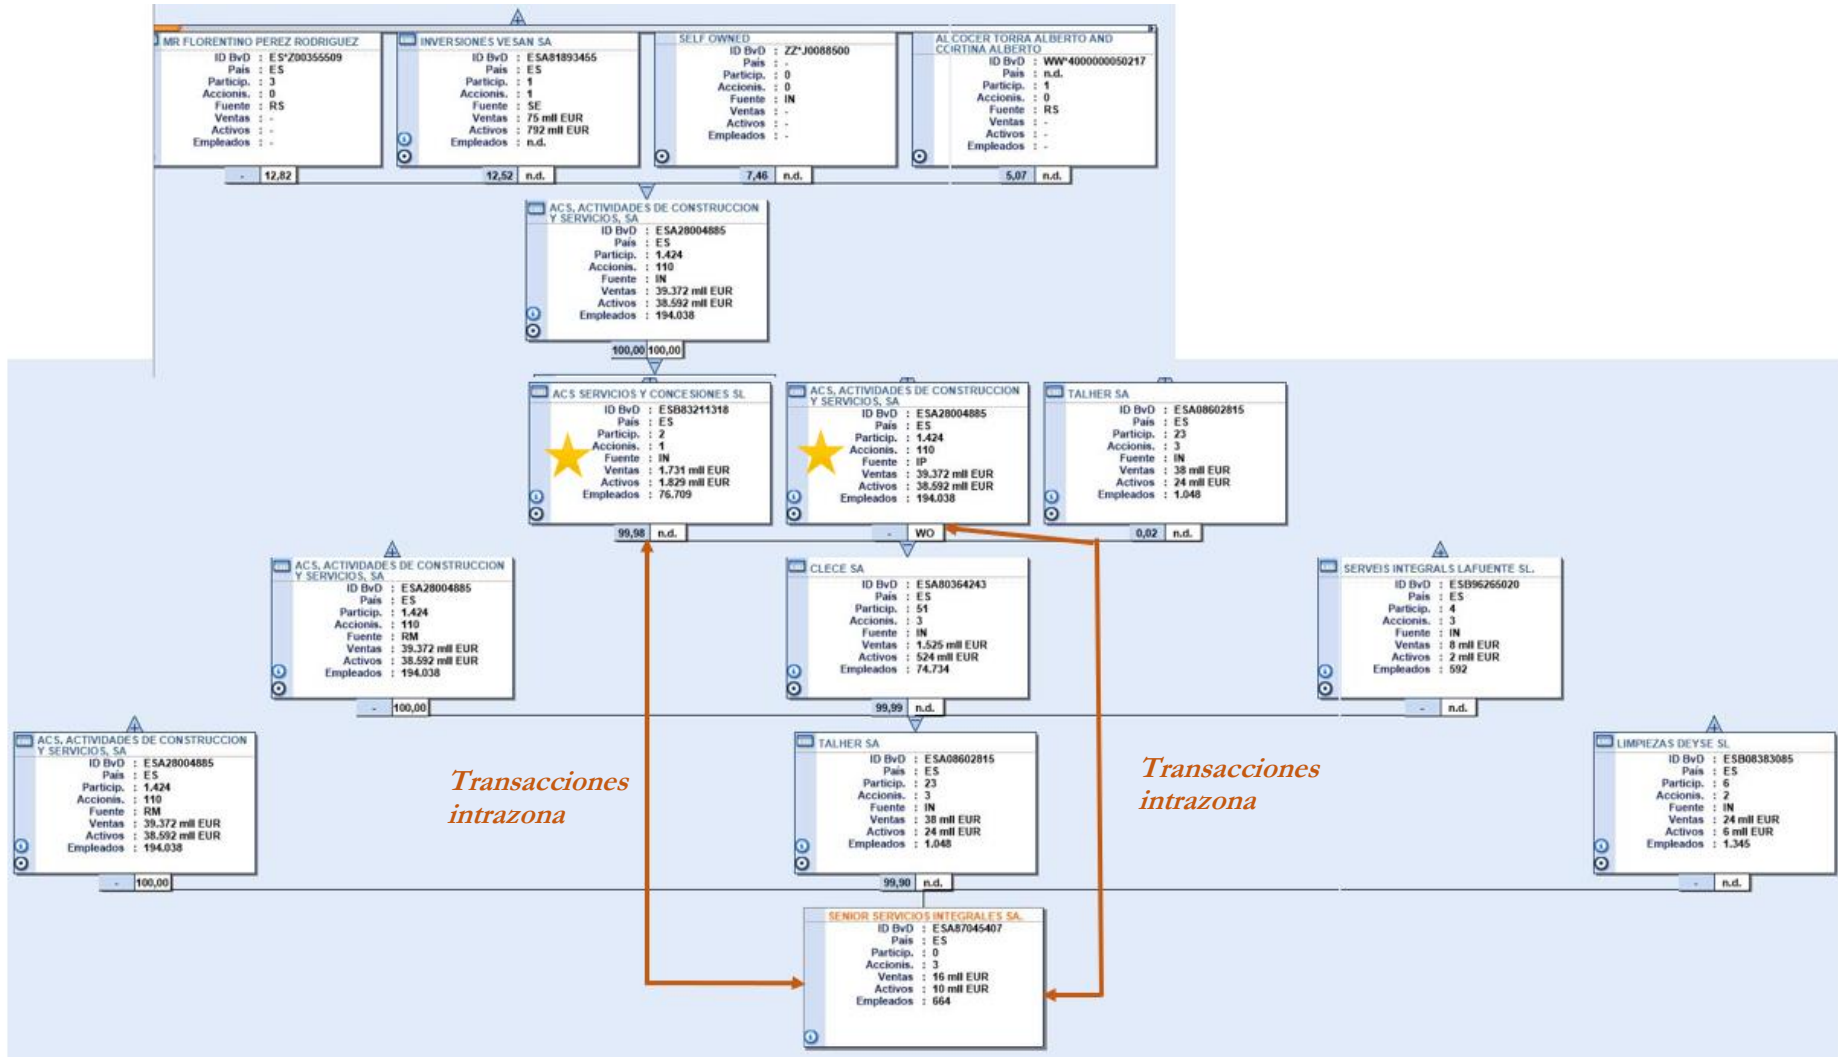 MR FLORENTINO PEREZ RODRIGUEZ
ID BvD : ES*Z00355509
País : ES
Particip. : 3
Accionis. : 0
Fuente : RS
Ventas : -
Activos : -
Empleados : -
- 12,82
INVERSIONES VESAN SA
ID BvD : ESA81893455
País : ES
Particip. : 1
Accionis. : 1
Fuente : SE
Ventas : 75 mll EUR
Activos : 792 mll EUR
Empleados : n.d.
12,52 n.d.
SELF OWNED
ID BvD : ZZ*J0088500
País : -
Particip. : 0
Accionis. : 0
Fuente : IN
Ventas : -
Activos : -
Empleados : -
7,46 n.d.
ALCOCER TORRA ALBERTO AND
CORTINA ALBERTO
ID BvD : WW*4000000050217
País : n.d.
Particip. : 1
Accionis. : 0
Fuente : RS
Ventas : -
Activos : -
Empleados : -
5,07 n.d.
ACS, ACTIVIDADES DE CONSTRUCCION
Y SERVICIOS, SA
ID BvD : ESA28004885
País : ES
Particip. : 1.424
Accionis. : 110
Fuente : IN
Ventas : 39.372 mll EUR
Activos : 38.592 mll EUR
Empleados : 194.038
100,00 100,00
ACS SERVICIOS Y CONCESIONES SL
ID BvD : ESB83211318
País : ES
Particip. : 2
Accionis. : 1
Fuente : IN
Ventas : 1.731 mll EUR
Activos : 1.829 mll EUR
Empleados : 76.709
99,98 n.d.
ACS, ACTIVIDADES DE CONSTRUCCION
Y SERVICIOS, SA
ID BvD : ESA28004885
País : ES
Particip. : 1.424
Accionis. : 110
Fuente : IP
Ventas : 39.372 mll EUR
Activos : 38.592 mll EUR
Empleados : 194.038
- WO
TALHER SA
ID BvD : ESA08602815
País : ES
Particip. : 23
Accionis. : 3
Fuente : IN
Ventas : 38 mll EUR
Activos : 24 mll EUR
Empleados : 1.048
0,02 n.d.
ACS, ACTIVIDADES DE CONSTRUCCION
Y SERVICIOS, SA
ID BvD : ESA28004885
País : ES
Particip. : 1.424
Accionis. : 110
Fuente : RM
Ventas : 39.372 mll EUR
Activos : 38.592 mll EUR
Empleados : 194.038
- 100,00
CLECE SA
ID BvD : ESA80364243
País : ES
Particip. : 51
Accionis. : 3
Fuente : IN
Ventas : 1.525 mll EUR
Activos : 524 mll EUR
Empleados : 74.734
99,99 n.d.
SERVEIS INTEGRALS LAFUENTE SL.
ID BvD : ESB96265020
País : ES
Particip. : 4
Accionis. : 3
Fuente : IN
Ventas : 8 mll EUR
Activos : 2 mll EUR
Empleados : 592
- n.d.
ACS, ACTIVIDADES DE CONSTRUCCION
Y SERVICIOS, SA
ID BvD : ESA28004885
País : ES
Particip. : 1.424
Accionis. : 110
Fuente : RM
Ventas : 39.372 mll EUR
Activos : 38.592 mll EUR
Empleados : 194.038
- 100,00
Transacciones
intrazona
TALHER SA
ID BvD : ESA08602815
País : ES
Particip. : 23
Accionis. : 3
Fuente : IN
Ventas : 38 mll EUR
Activos : 24 mll EUR
Empleados : 1.048
99,90 n.d.
Transacciones
intrazona
LIMPIEZAS DEYSE SL
ID BvD : ESB08383085
País : ES
Particip. : 6
Accionis. : 2
Fuente : IN
Ventas : 24 mll EUR
Activos : 6 mll EUR
Empleados : 1.345
- n.d.
SENIOR SERVICIOS INTEGRALES SA.
ID BvD : ESA87045407
País : ES
Particip. : 0
Accionis. : 3
Ventas : 16 mll EUR
Activos : 10 mll EUR
Empleados : 664